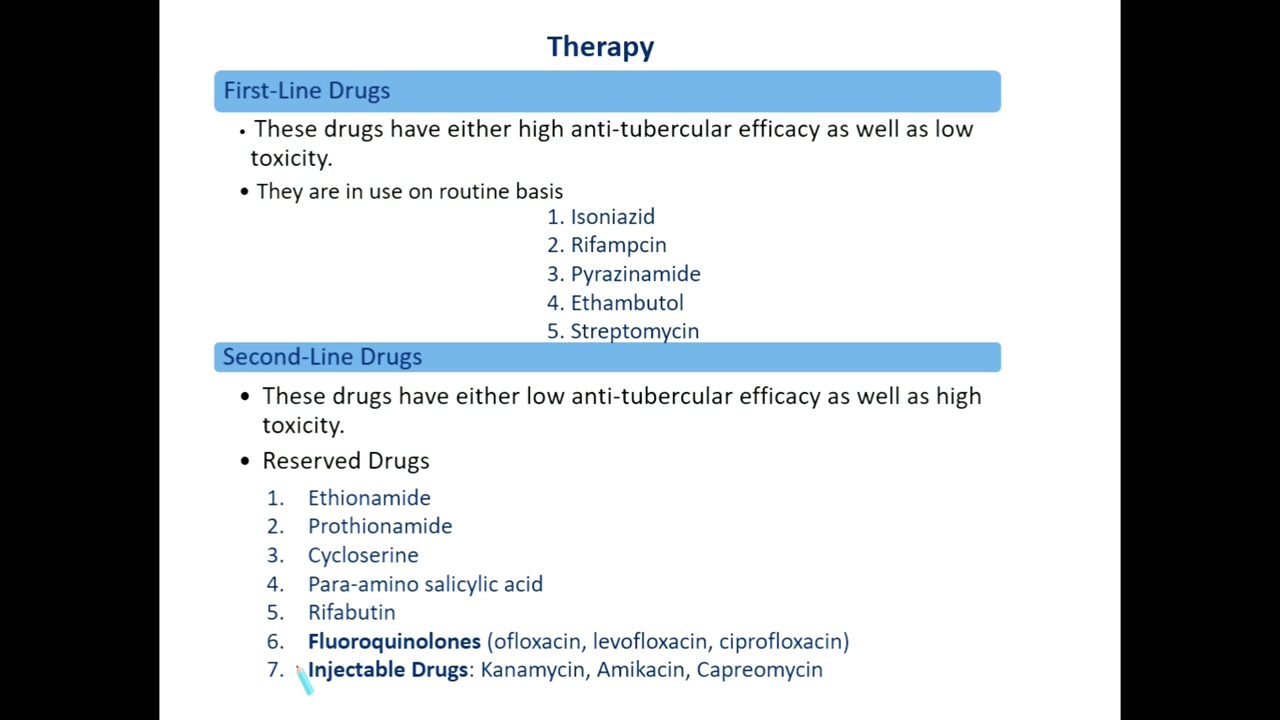 Therapy
First-Line Drugs
• These drugs have either high anti-tubercular efficacy as well as low
toxicity.
• They are in use on routine basis
1. Isoniazid
2. Rifampcin
3. Pyrazinamide
4. Ethambutol
5. Streptomycin
Second-Line Drugs
• These drugs have either low anti-tubercular efficacy as well as high
toxicity.
• Reserved Drugs
1. Ethionamide
2. Prothionamide
3. Cycloserine
4. Para-amino salicylic acid
5. Rifabutin
6. Fluoroquinolones (ofloxacin, levofloxacin, ciprofloxacin)
7. Injectable Drugs: Kanamycin, Amikacin, Capreomycin